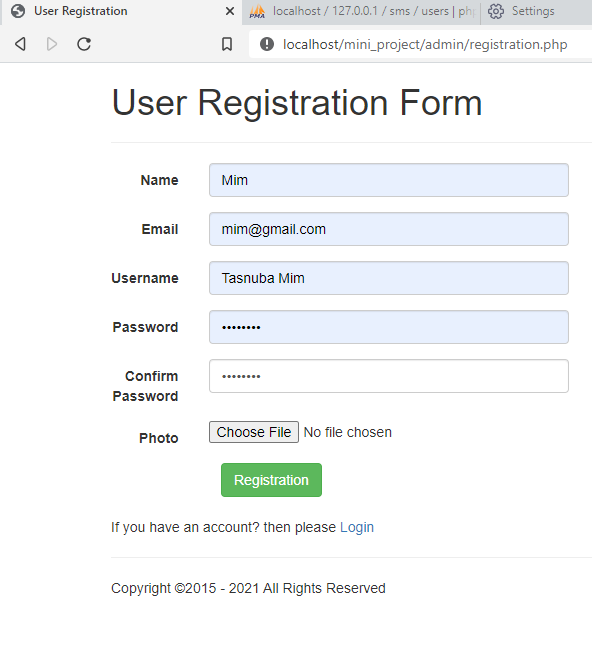 User Registration
PMA localhost / 127.0.0.1 / sms / users | php
Settings
localhost/mini_project/admin/registration.php
User Registration Form
Name Mim
Email mim@gmail.com
Username Tasnuba Mim
Password ••••••••
Confirm Password ••••••••
Photo Choose File No file chosen
Registration
If you have an account? then please Login
Copyright ©2015 - 2021 All Rights Reserved